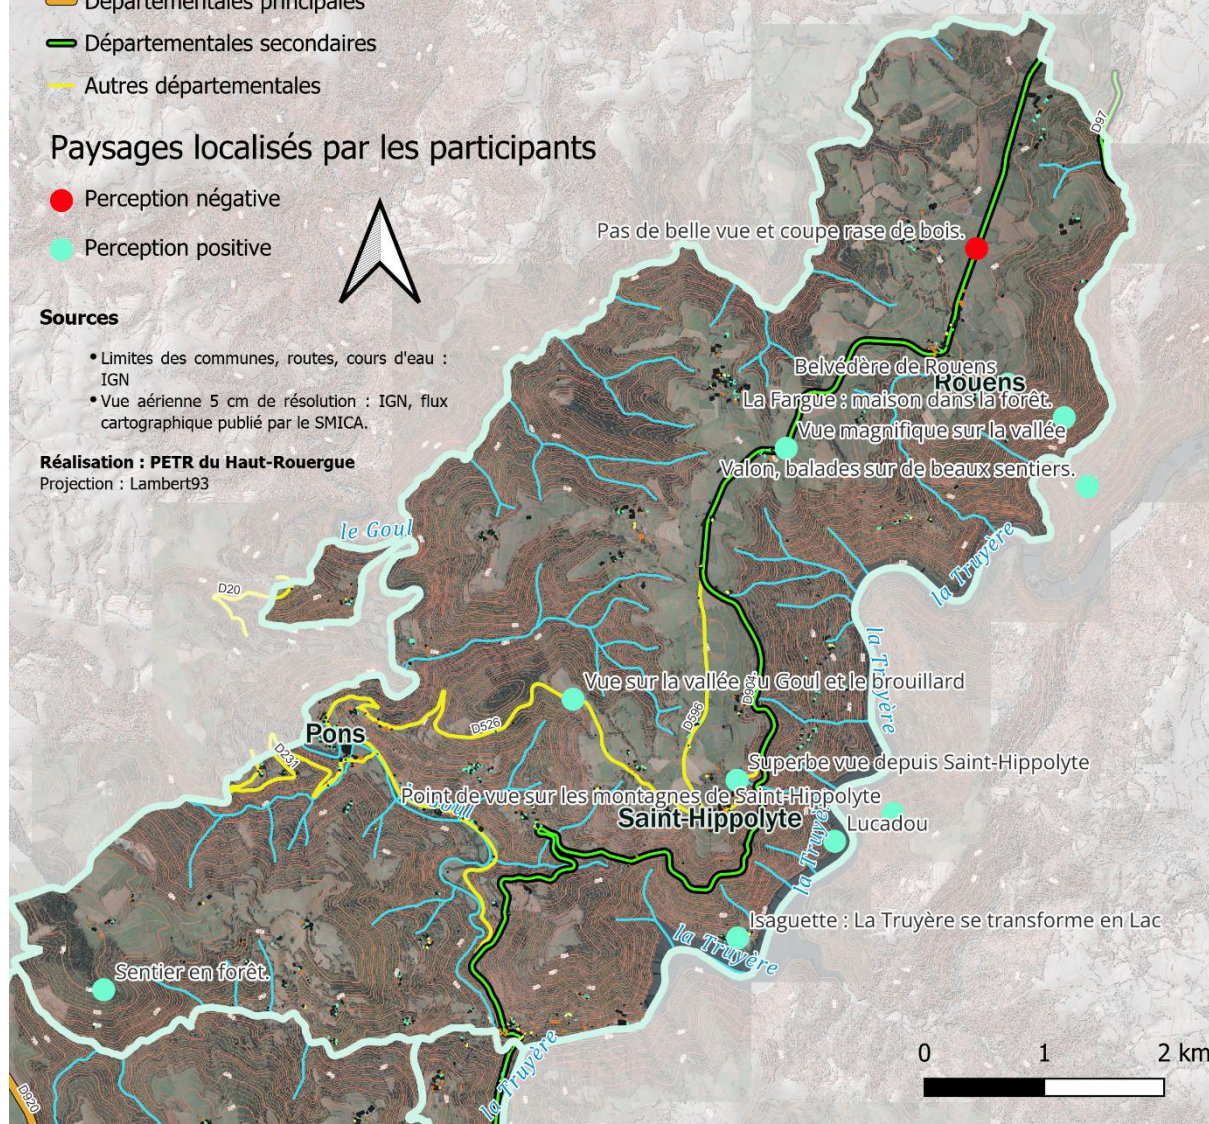 Départementales principales
Départementales secondaires
Autres départementales
Paysages localisés par les participants
Perception négative
Perception positive
Sources
• Limites des communes, routes, cours d'eau :
IGN
• Vue aérienne 5 cm de résolution : IGN, flux
cartographique publié par le SMICA.
Réalisation : PETR du Haut-Rouergue
Projection : Lambert93
D97
Pas de belle vue et coupe rase de bois.
Belvédère de Rouens
Rouens
La Fargue : maison dans la forêt.
Vue magnifique sur la vallée
Valon, balades sur de beaux sentiers.
le Goul
la Truyère
D20
la Truyère
Vue sur la vallée du Goul et le brouillard
D526
D596
Pons
D231
Superbe vue depuis Saint-Hippolyte
Point de vue sur les montagnes de Saint-Hippolyte
Saint-Hippolyte
Lucadou
la Truyère
Isaguette : La Truyère se transforme en Lac
la Truyère
Sentier en forêt.
la Truyère
D920
0 1 2 km